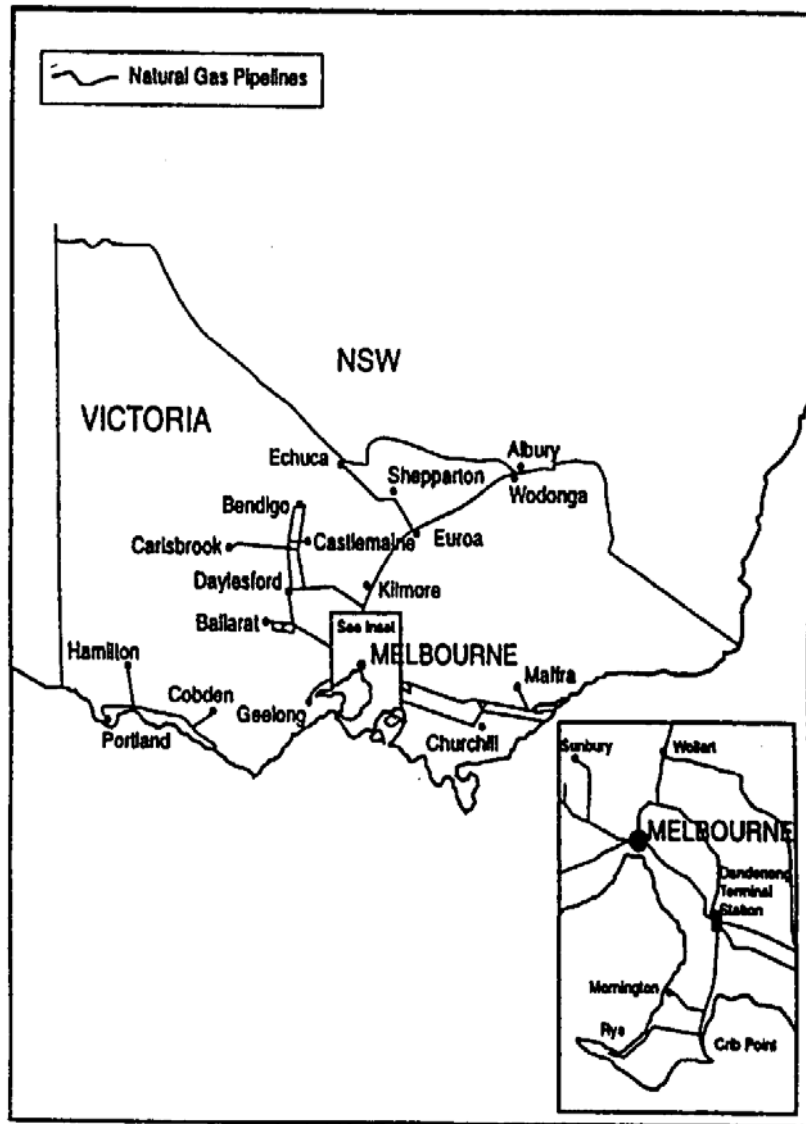 Natural Gas Pipelines
NSW
VICTORIA
Echuca
Albury
Shepparton
Wodonga
Bendigo
Carisbrook
Castlemaine
Euroa
Daylesford
Kilmore
Ballarat
See Inset
Hamilton
MELBOURNE
Maffra
Cobden
Geelong
Portland
Churchill
Sunbury
Wollert
MELBOURNE
Dandenong
Terminal
Station
Mornington
Rye
Crib Point